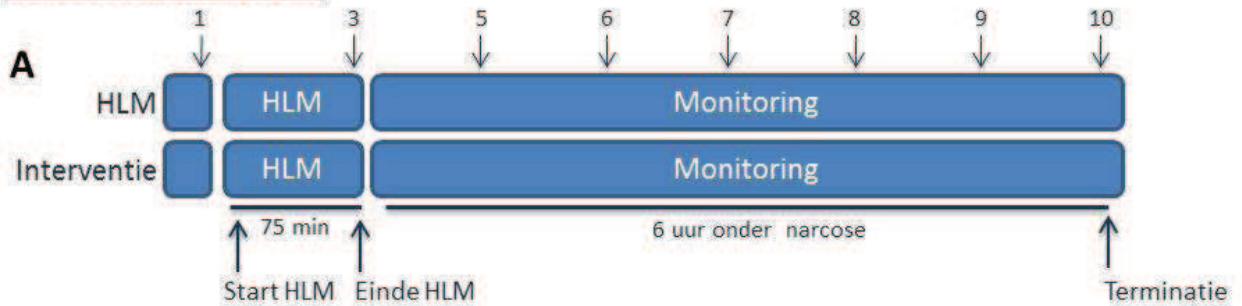 1 3 5 6 7 8 9 10
A
HLM HLM Monitoring
Interventie HLM Monitoring
75 min 6 uur onder narcose
Start HLM Einde HLM Terminatie